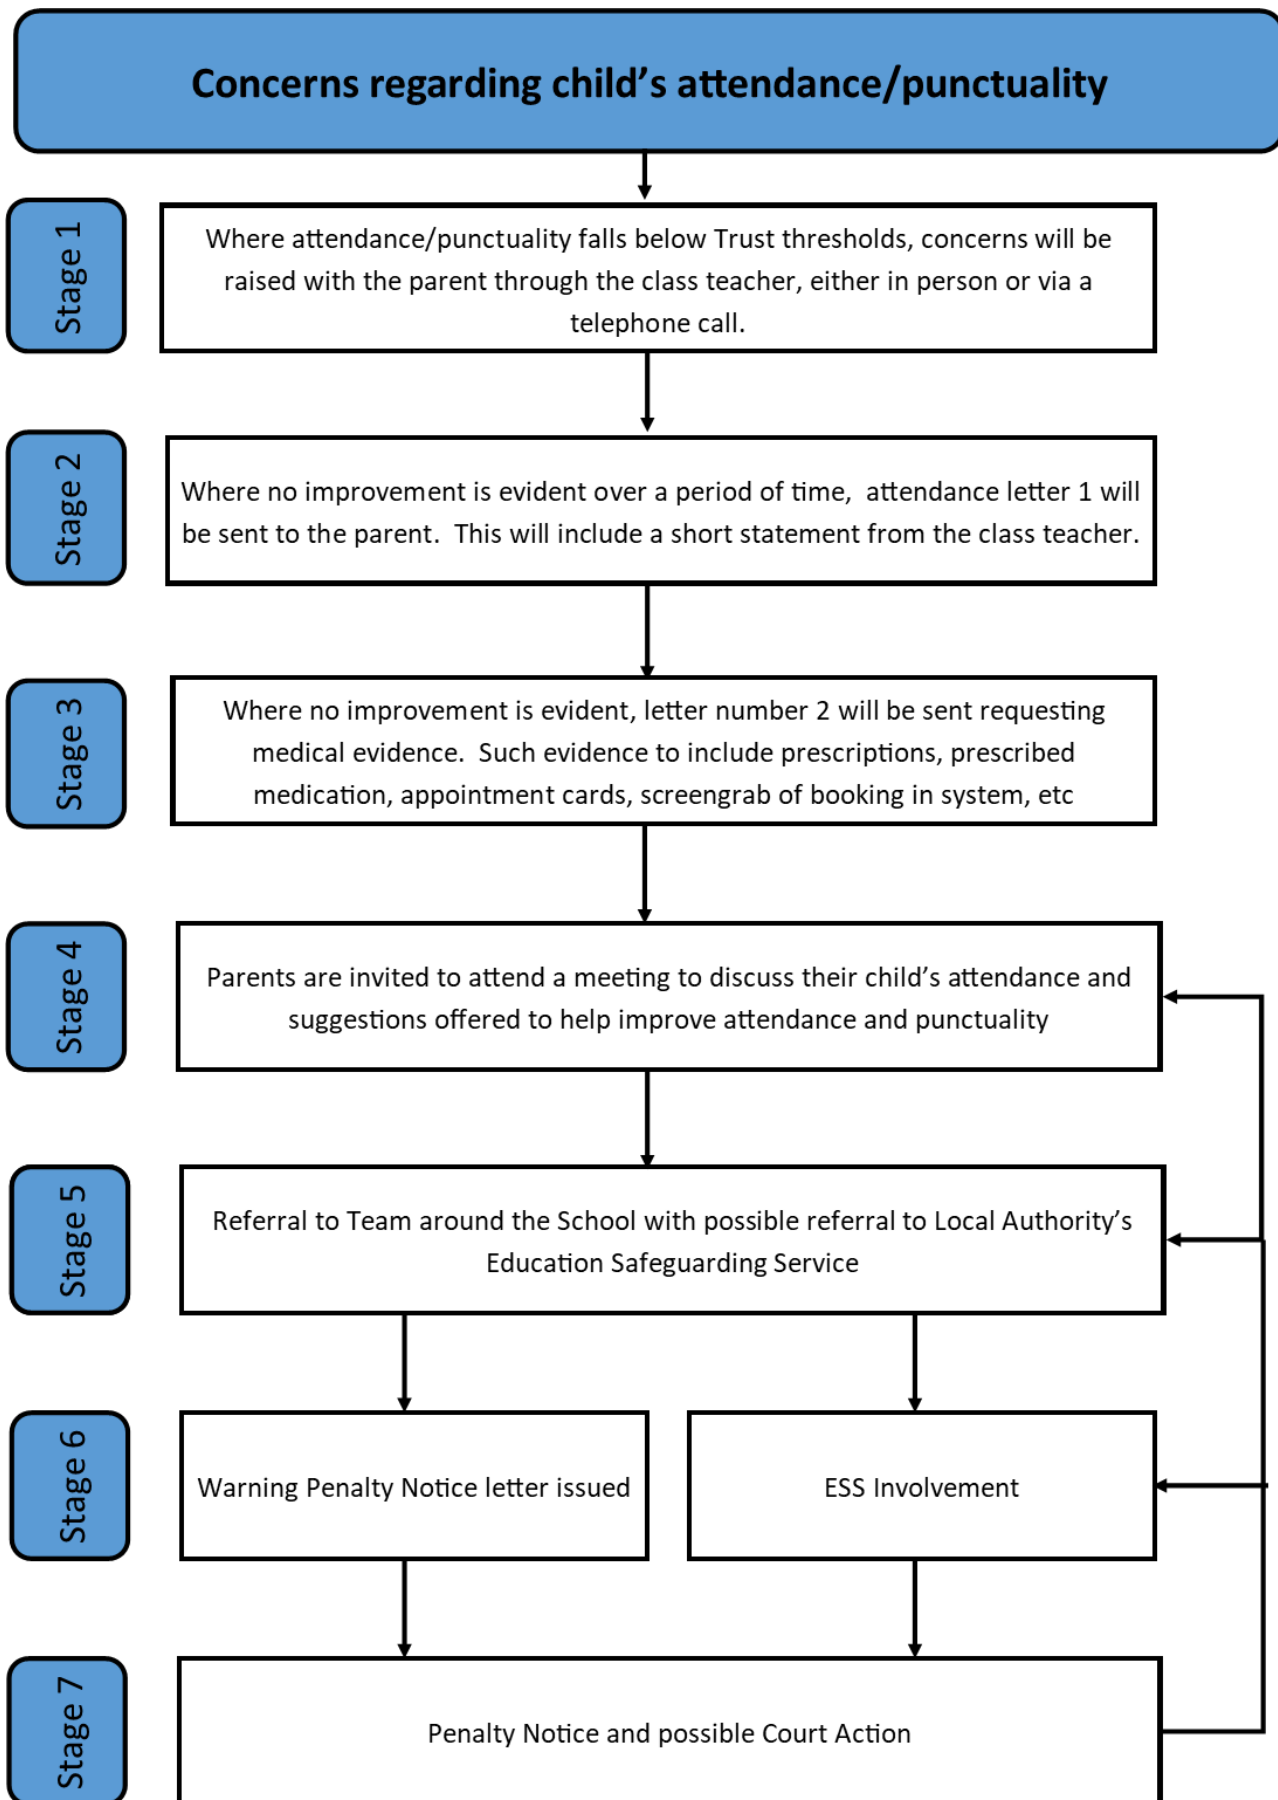 Concerns regarding child's attendance/punctuality
Stage 1
Where attendance/punctuality falls below Trust thresholds, concerns will be
raised with the parent through the class teacher, either in person or via a
telephone call.
Stage 2
Where no improvement is evident over a period of time,  attendance letter 1 will
be sent to the parent.  This will include a short statement from the class teacher.
Stage 3
Where no improvement is evident, letter number 2 will be sent requesting
medical evidence.  Such evidence to include prescriptions, prescribed
medication, appointment cards, screengrab of booking in system, etc
Stage 4
Parents are invited to attend a meeting to discuss their child’s attendance and
suggestions offered to help improve attendance and punctuality
Stage 5
Referral to Team around the School with possible referral to Local Authority’s
Education Safeguarding Service
Stage 6
Warning Penalty Notice letter issued
ESS Involvement
Stage 7
Penalty Notice and possible Court Action